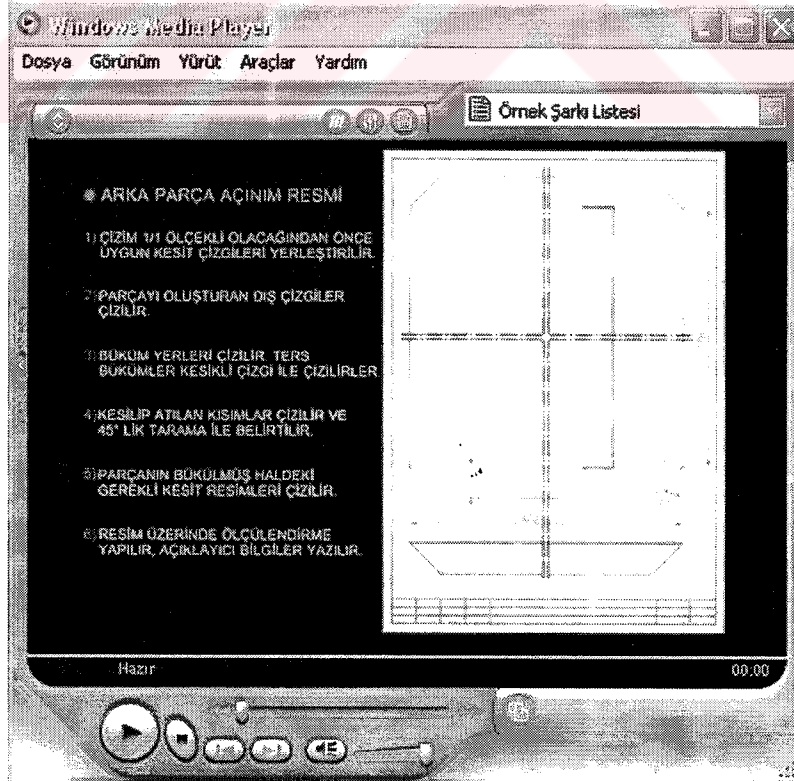 Windows Media Player
Dosya Görünüm Yürüt Araçlar Yardım
Örnek Şarkı Listesi
ARKA PARÇA AÇINIM RESMİ
1) ÇİZİM 1/1 ÖLÇEKLİ OLACAĞINDAN ÖNCE
UYGUN KESİT ÇİZGİLERİ YERLEŞTİRİLİR.
2) PARÇAYI OLUŞTURAN DIŞ ÇİZGİLER
ÇİZİLİR.
3) BÜKÜM YERLERİ ÇİZİLİR. TERS
BÜKÜMLER KESİKLİ ÇİZGİ İLE ÇİZİLİRLER
4) KESİLİP ATILAN KISIMLAR ÇİZİLİR VE
45° LİK TARAMA İLE BELİRTİLİR.
5) PARÇANIN BÜKÜLMÜŞ HALDEKİ
GEREKLİ KESİT RESİMLERİ ÇİZİLİR.
6) RESİM ÜZERİNDE ÖLÇÜLENDİRME
YAPILIR, AÇIKLAYICI BİLGİLER YAZILIR.
Hazır
00:00